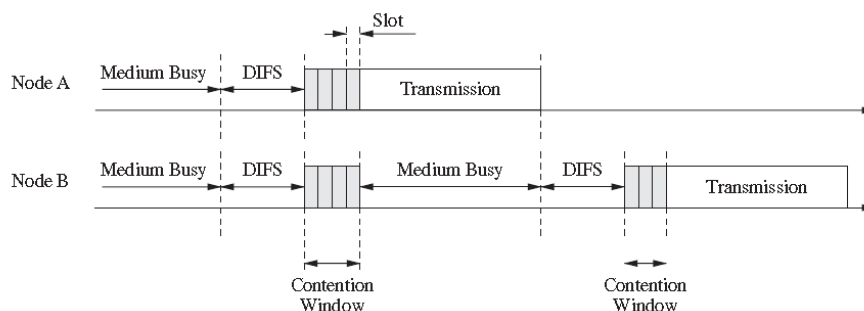 Slot
Node A
Medium Busy
DIFS
Transmission
Node B
Medium Busy
DIFS
Medium Busy
DIFS
Transmission
Contention
Window
Contention
Window